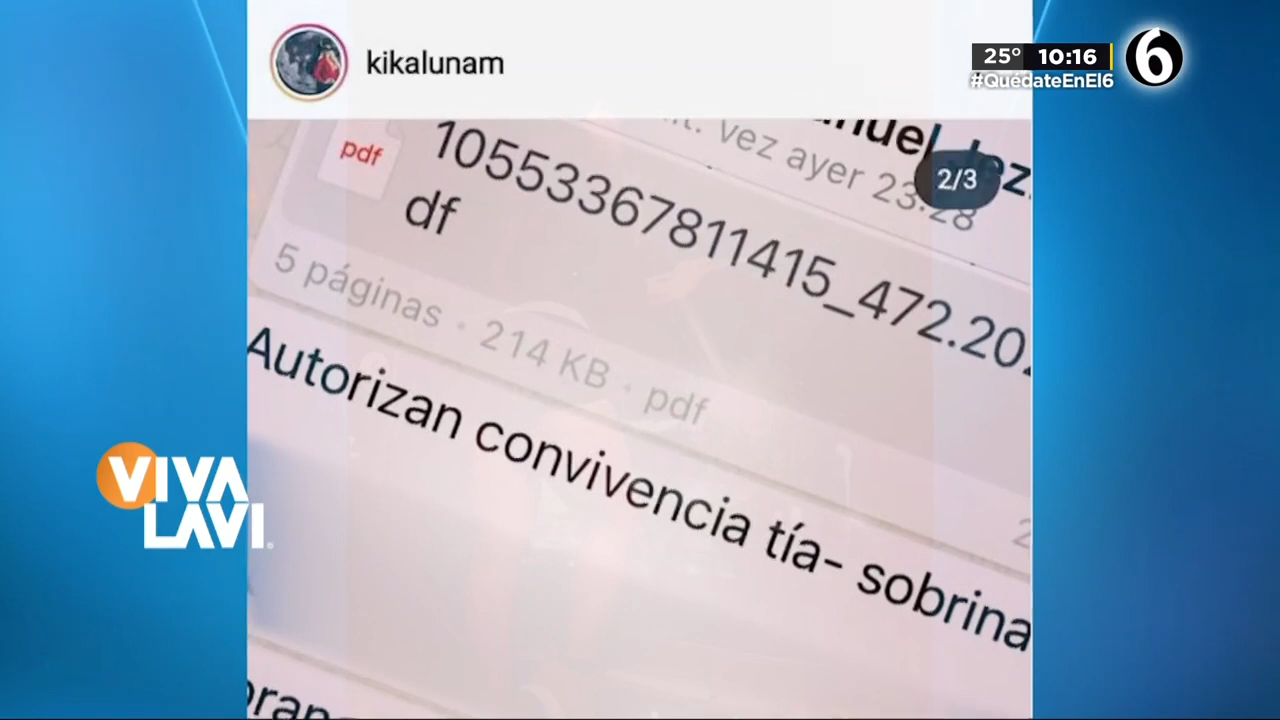 kikalunam
25° 10:16
#QuédateEnEl6
6
vez ayer 23:28
2/3
pdf
10553367811415_472.20
df
5 páginas · 214 KB · pdf
Autorizan convivencia tía- sobrina
VIVA
LAVI